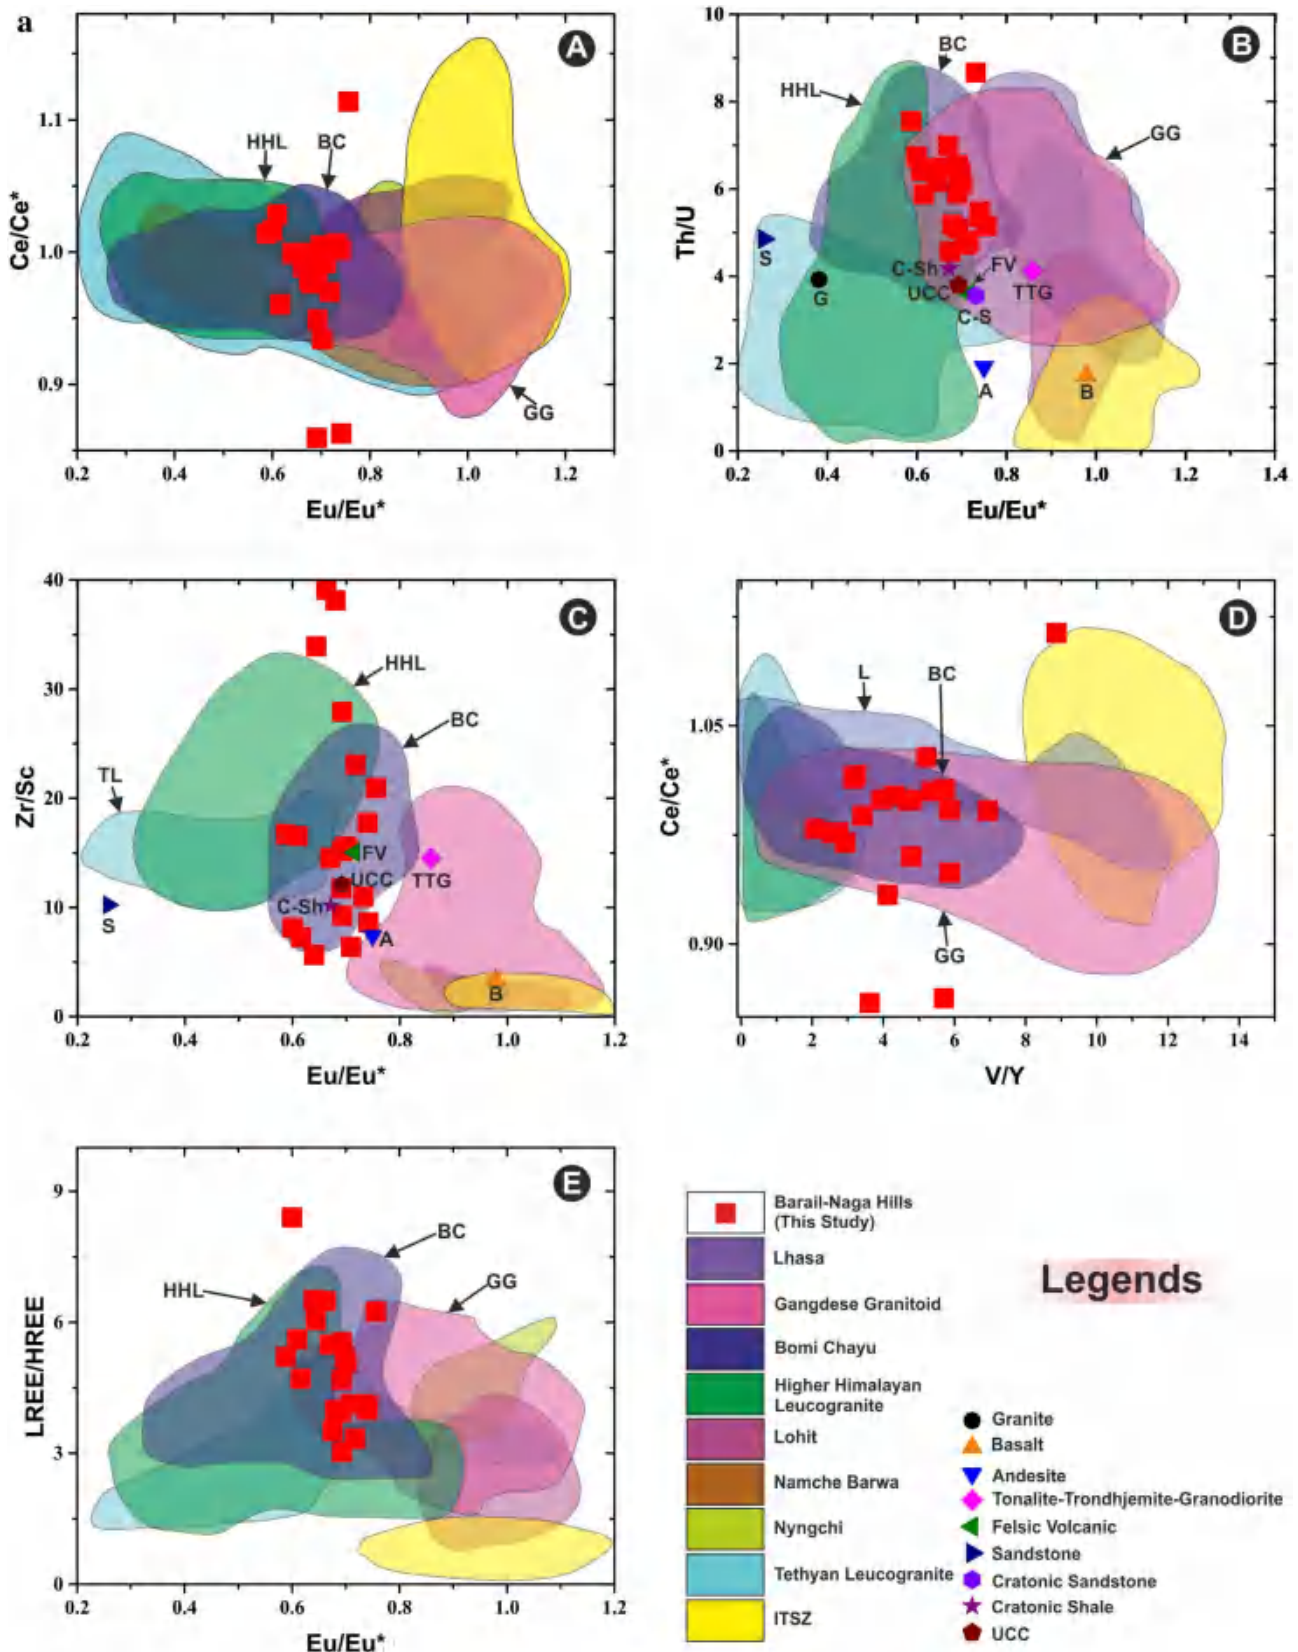 a
A
1.1
1.0
0.9
Ce/Ce*
HHL
BC
GG
0.2 0.4 0.6 0.8 1.0 1.2
Eu/Eu*
B
10
8
6
4
2
0
Th/U
BC
HHL
GG
S
G
C-Sh
FV
UCC
TTG
C-S
A
B
0.2 0.4 0.6 0.8 1.0 1.2 1.4
Eu/Eu*
C
40
30
20
10
0
Zr/Sc
HHL
BC
TL
FV
UCC
TTG
C-Sh
S
A
B
0.2 0.4 0.6 0.8 1.0 1.2
Eu/Eu*
D
1.05
0.90
Ce/Ce*
L
BC
GG
0 2 4 6 8 10 12 14
V/Y
E
9
6
3
0
LREE/HREE
BC
HHL
GG
0.2 0.4 0.6 0.8 1.0 1.2
Eu/Eu*
Legends
Barail-Naga Hills
(This Study)
Lhasa
Gangdese Granitoid
Bomi Chayu
Higher Himalayan
Leucogranite
Lohit
Namche Barwa
Nyngchi
Tethyan Leucogranite
ITSZ
Granite
Basalt
Andesite
Tonalite-Trondhjemite-Granodiorite
Felsic Volcanic
Sandstone
Cratonic Sandstone
Cratonic Shale
UCC